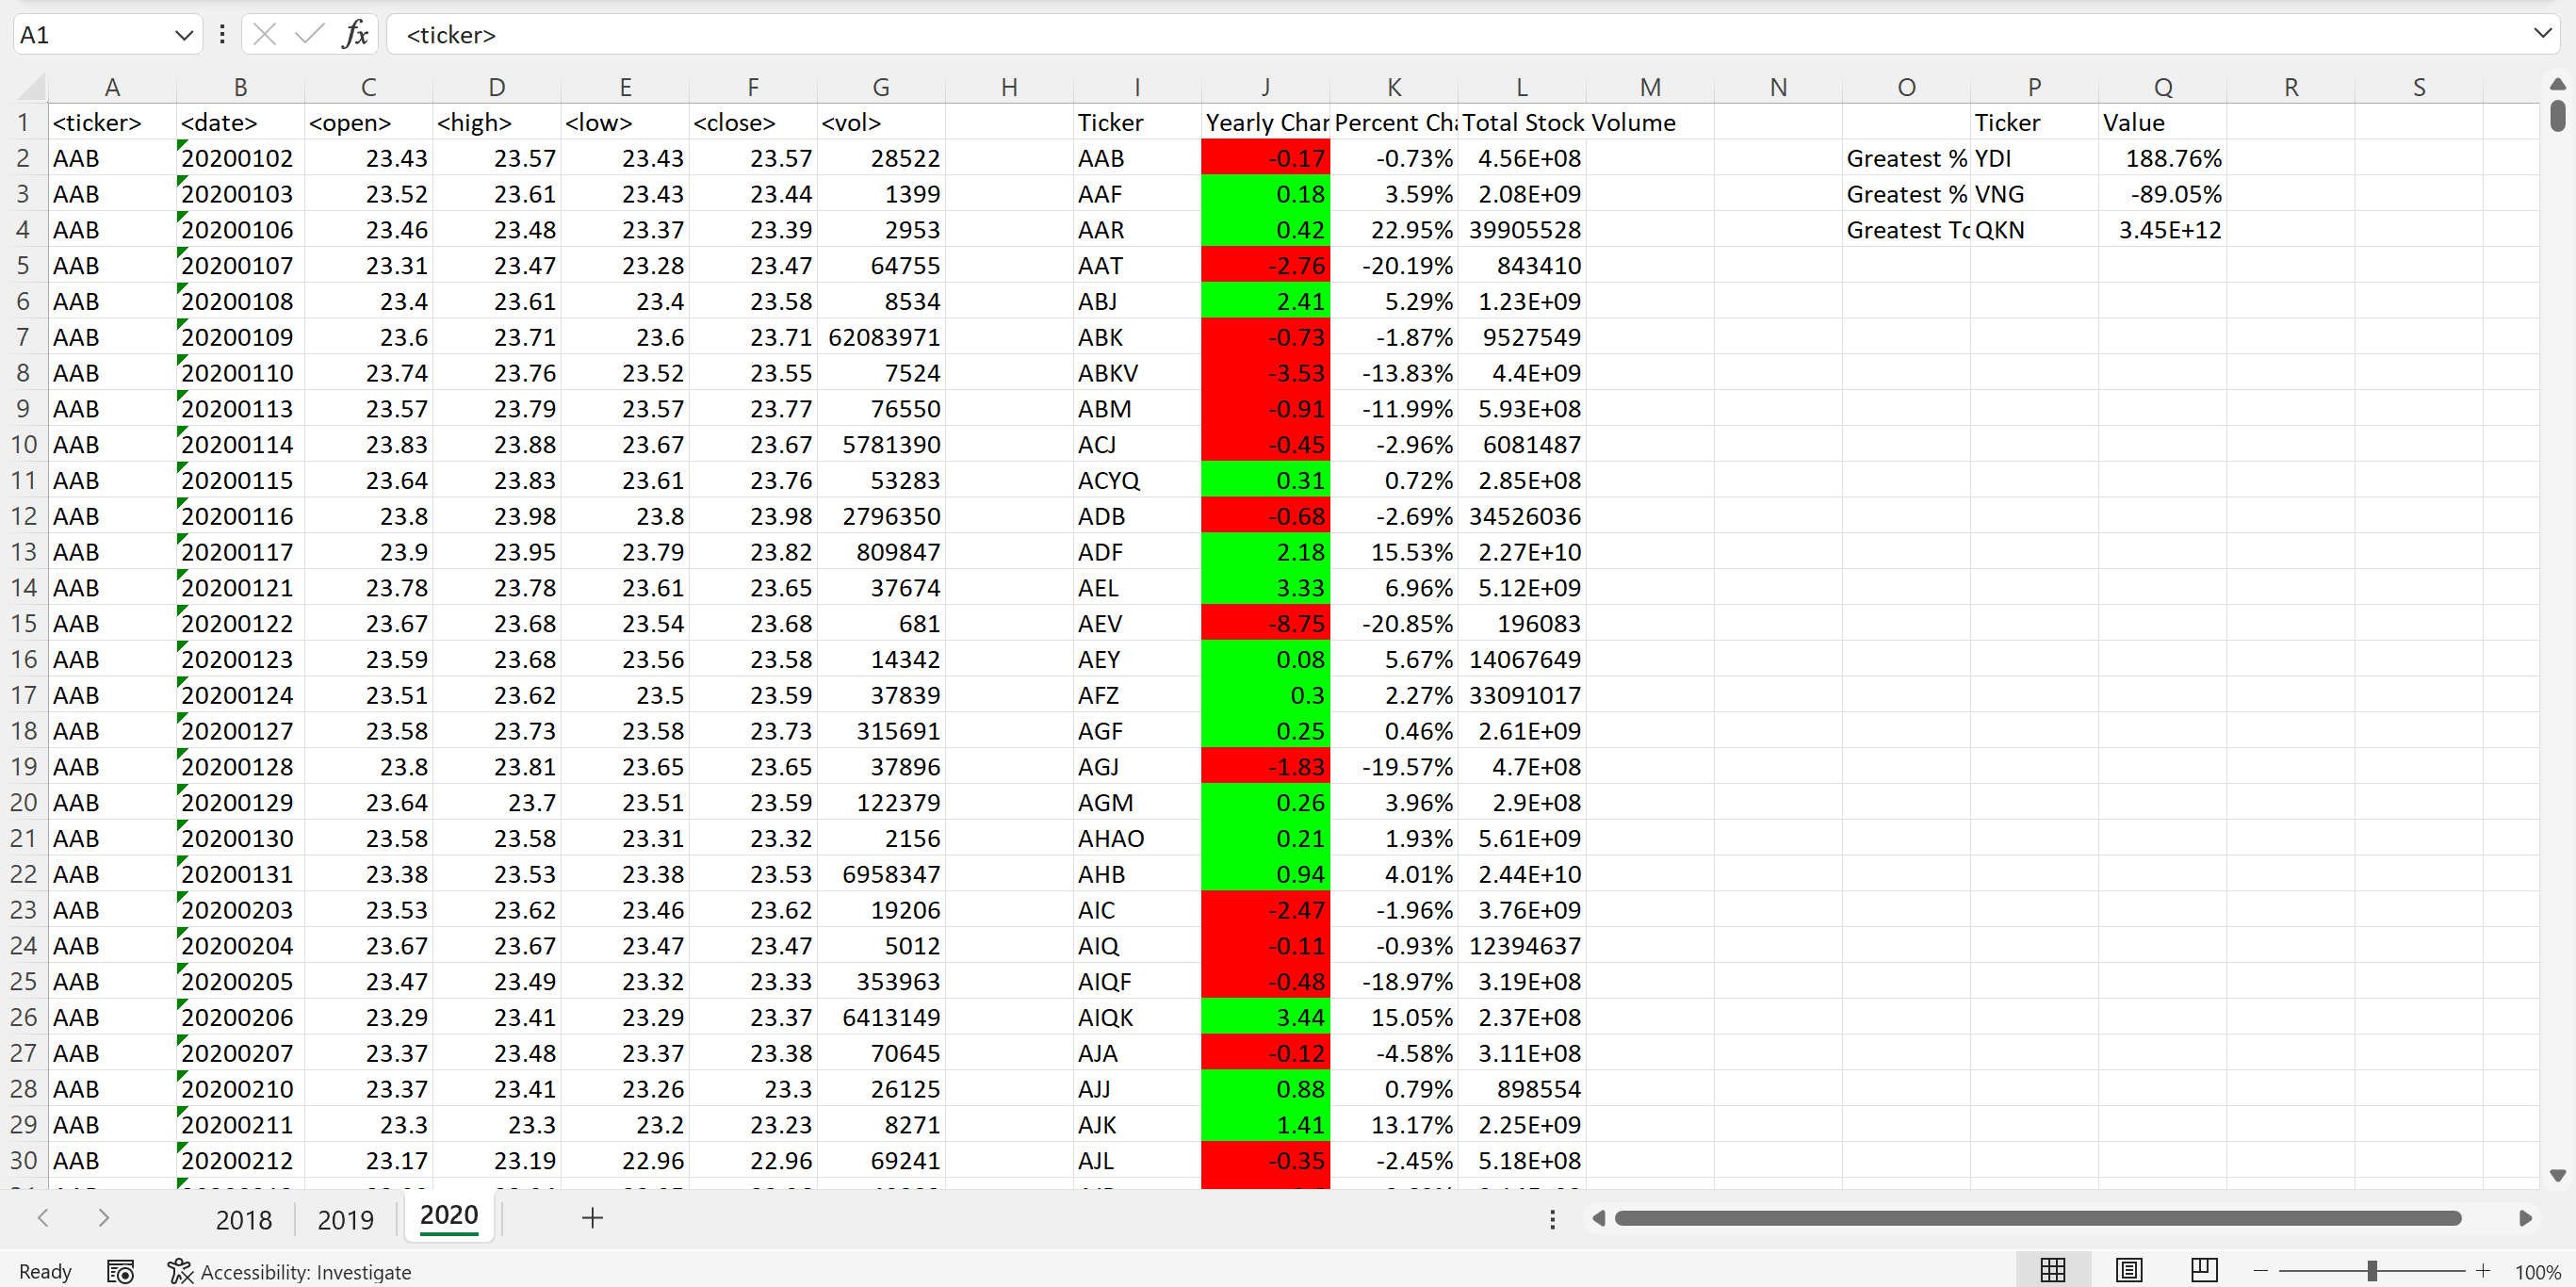 A1 fx <ticker>
A B C D E F G H I J K L M N O P Q R S
1 <ticker> <date> <open> <high> <low> <close> <vol> Ticker Yearly Char Percent Cha Total Stock Volume Ticker Value
2 AAB 20200102 23.43 23.57 23.43 23.57 28522 AAB -0.17 -0.73% 4.56E+08 Greatest % YDI 188.76%
3 AAB 20200103 23.52 23.61 23.43 23.44 1399 AAF 0.18 3.59% 2.08E+09 Greatest % VNG -89.05%
4 AAB 20200106 23.46 23.48 23.37 23.39 2953 AAR 0.42 22.95% 39905528 Greatest Tc QKN 3.45E+12
5 AAB 20200107 23.31 23.47 23.28 23.47 64755 AAT -2.76 -20.19% 843410
6 AAB 20200108 23.4 23.61 23.4 23.58 8534 ABJ 2.41 5.29% 1.23E+09
7 AAB 20200109 23.6 23.71 23.6 23.71 62083971 ABK -0.73 -1.87% 9527549
8 AAB 20200110 23.74 23.76 23.52 23.55 7524 ABKV -3.53 -13.83% 4.4E+09
9 AAB 20200113 23.57 23.79 23.57 23.77 76550 ABM -0.91 -11.99% 5.93E+08
10 AAB 20200114 23.83 23.88 23.67 23.67 5781390 ACJ -0.45 -2.96% 6081487
11 AAB 20200115 23.64 23.83 23.61 23.76 53283 ACYQ 0.31 0.72% 2.85E+08
12 AAB 20200116 23.8 23.98 23.8 23.98 2796350 ADB -0.68 -2.69% 34526036
13 AAB 20200117 23.9 23.95 23.79 23.82 809847 ADF 2.18 15.53% 2.27E+10
14 AAB 20200121 23.78 23.78 23.61 23.65 37674 AEL 3.33 6.96% 5.12E+09
15 AAB 20200122 23.67 23.68 23.54 23.68 681 AEV -8.75 -20.85% 196083
16 AAB 20200123 23.59 23.68 23.56 23.58 14342 AEY 0.08 5.67% 14067649
17 AAB 20200124 23.51 23.62 23.5 23.59 37839 AFZ 0.3 2.27% 33091017
18 AAB 20200127 23.58 23.73 23.58 23.73 315691 AGF 0.25 0.46% 2.61E+09
19 AAB 20200128 23.8 23.81 23.65 23.65 37896 AGJ -1.83 -19.57% 4.7E+08
20 AAB 20200129 23.64 23.7 23.51 23.59 122379 AGM 0.26 3.96% 2.9E+08
21 AAB 20200130 23.58 23.58 23.31 23.32 2156 AHAO 0.21 1.93% 5.61E+09
22 AAB 20200131 23.38 23.53 23.38 23.53 6958347 AHB 0.94 4.01% 2.44E+10
23 AAB 20200203 23.53 23.62 23.46 23.62 19206 AIC -2.47 -1.96% 3.76E+09
24 AAB 20200204 23.67 23.67 23.47 23.47 5012 AIQ -0.11 -0.93% 12394637
25 AAB 20200205 23.47 23.49 23.32 23.33 353963 AIQF -0.48 -18.97% 3.19E+08
26 AAB 20200206 23.29 23.41 23.29 23.37 6413149 AIQK 3.44 15.05% 2.37E+08
27 AAB 20200207 23.37 23.48 23.37 23.38 70645 AJA -0.12 -4.58% 3.11E+08
28 AAB 20200210 23.37 23.41 23.26 23.3 26125 AJJ 0.88 0.79% 898554
29 AAB 20200211 23.3 23.3 23.2 23.23 8271 AJK 1.41 13.17% 2.25E+09
30 AAB 20200212 23.17 23.19 22.96 22.96 69241 AJL -0.35 -2.45% 5.18E+08
2018 2019 2020
Ready Accessibility: Investigate 100%